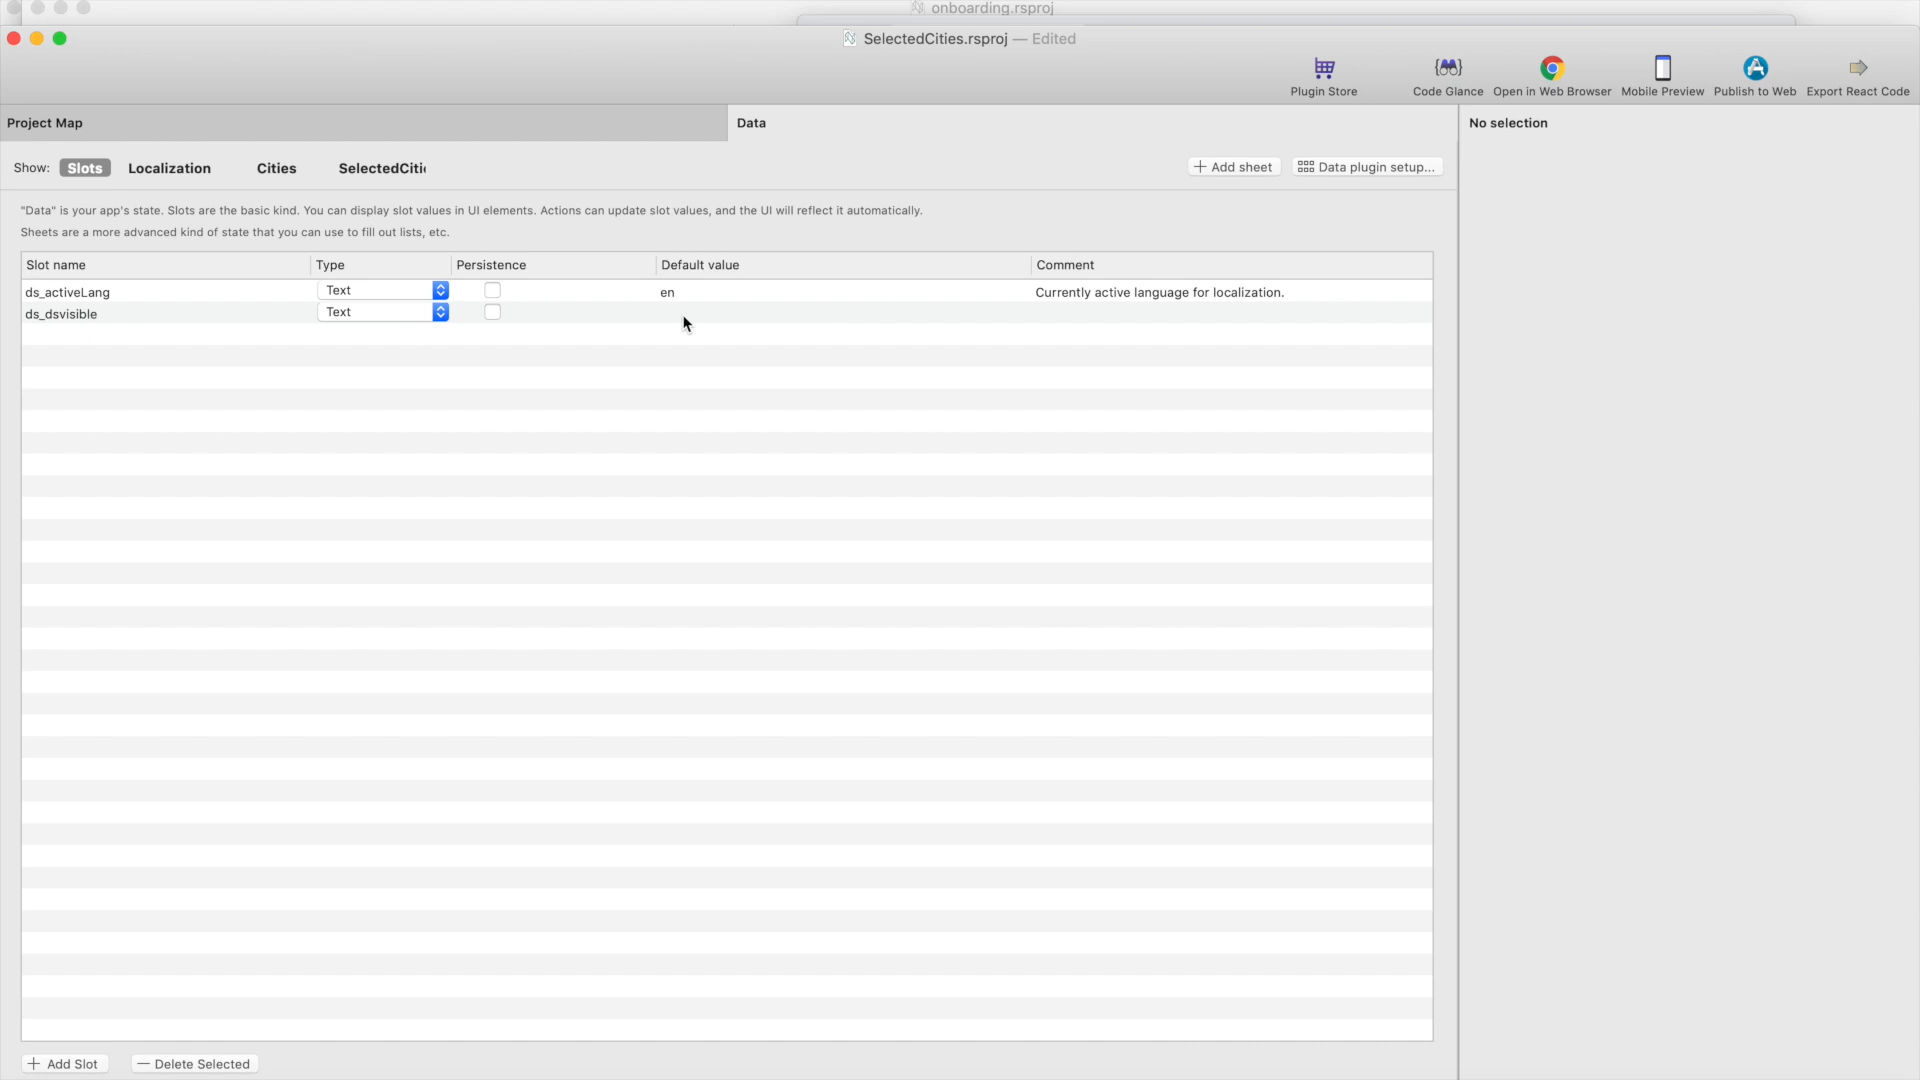 onboarding.rsproj
SelectedCities.rsproj — Edited
Plugin Store
Code Glance
Open in Web Browser
Mobile Preview
Publish to Web
Export React Code
Project Map
Data
No selection
Show: Slots Localization Cities SelectedCiti
+ Add sheet
Data plugin setup...
"Data" is your app's state. Slots are the basic kind. You can display slot values in UI elements. Actions can update slot values, and the UI will reflect it automatically.
Sheets are a more advanced kind of state that you can use to fill out lists, etc.
Slot name Type Persistence Default value Comment
ds_activeLang Text en Currently active language for localization.
ds_dsvisible Text
+ Add Slot
— Delete Selected